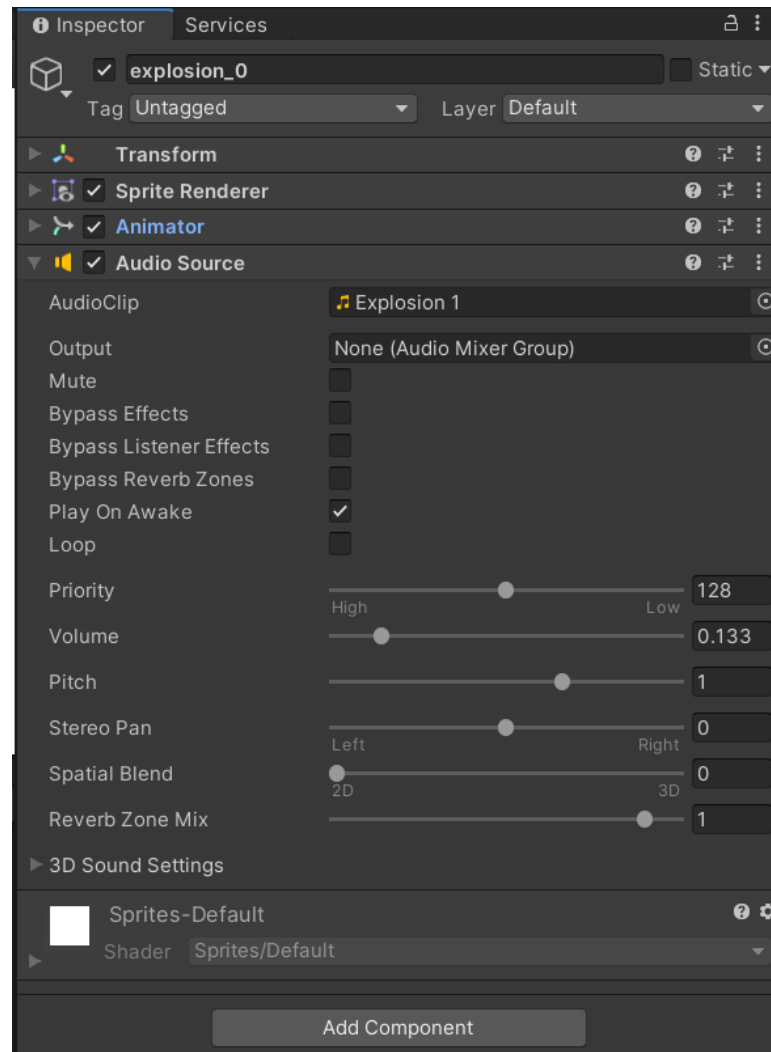 Inspector Services
explosion_0 Static
Tag Untagged Layer Default
Transform
Sprite Renderer
Animator
Audio Source
AudioClip Explosion 1
Output None (Audio Mixer Group)
Mute
Bypass Effects
Bypass Listener Effects
Bypass Reverb Zones
Play On Awake
Loop
Priority 128
High Low
Volume 0.133
Pitch 1
Stereo Pan 0
Left Right
Spatial Blend 0
2D 3D
Reverb Zone Mix 1
3D Sound Settings
Sprites-Default
Shader Sprites/Default
Add Component